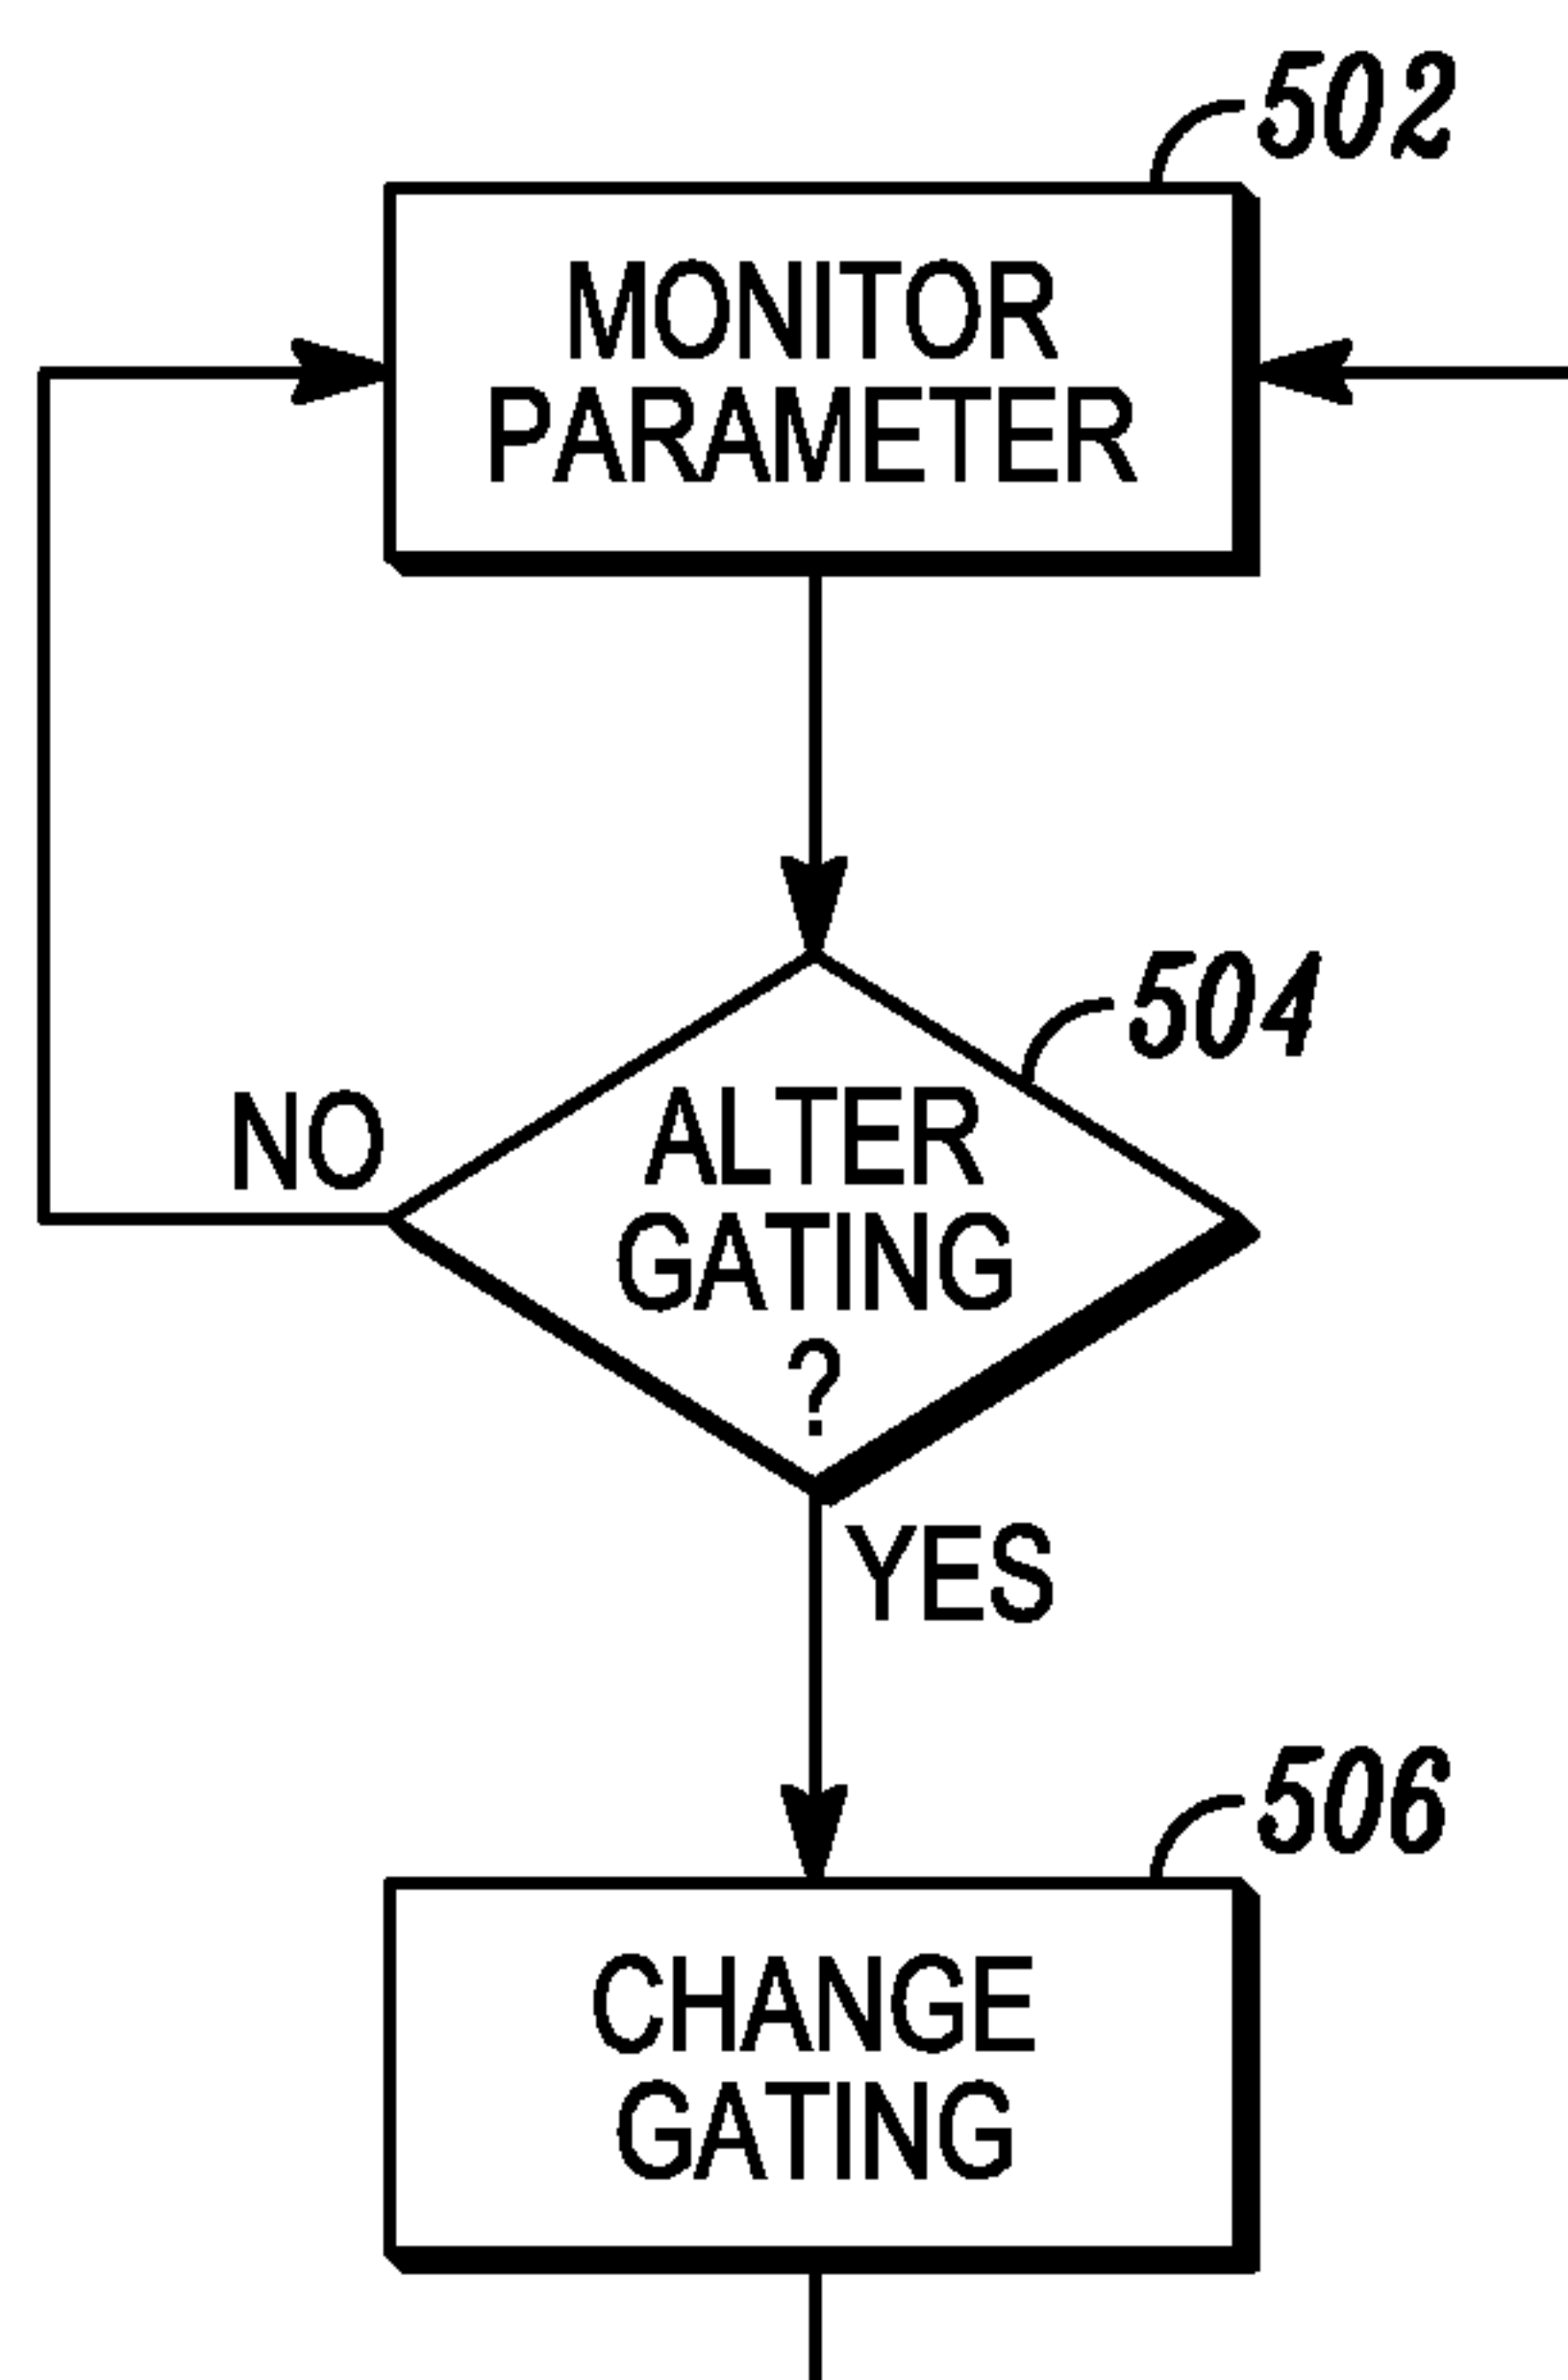 502
MONITOR
PARAMETER
504
NO
ALTER
GATING
?
YES
506
CHANGE
GATING